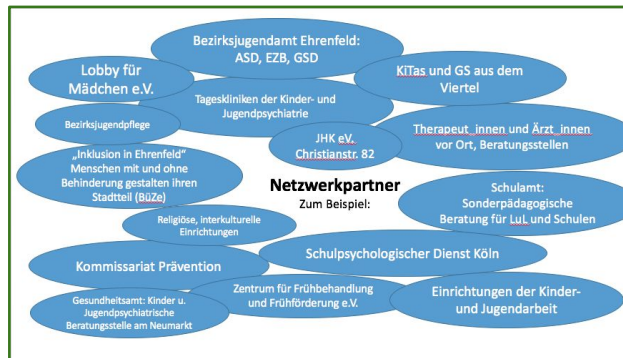 Bezirksjugendamt Ehrenfeld:
ASD, EZB, GSD
Lobby für
Mädchen e.V.
KiTas und GS aus dem
Viertel
Tageskliniken der Kinder- und
Jugendpsychiatrie
Bezirksjugendpflege
JHK eV.
Christianstr. 82
Therapeut_innen und Ärzt_innen
vor Ort, Beratungsstellen
„Inklusion in Ehrenfeld“
Menschen mit und ohne
Behinderung gestalten ihren
Stadtteil (BüZe)
Netzwerkpartner
Zum Beispiel:
Schulamt:
Sonderpädagogische
Beratung für LuL und Schulen
Religiöse, interkulturelle
Einrichtungen
Schulpsychologischer Dienst Köln
Kommissariat Prävention
Zentrum für Frühbehandlung
und Frühförderung e.V.
Gesundheitsamt: Kinder u.
Jugendpsychiatrische
Beratungsstelle am Neumarkt
Einrichtungen der Kinder-
und Jugendarbeit